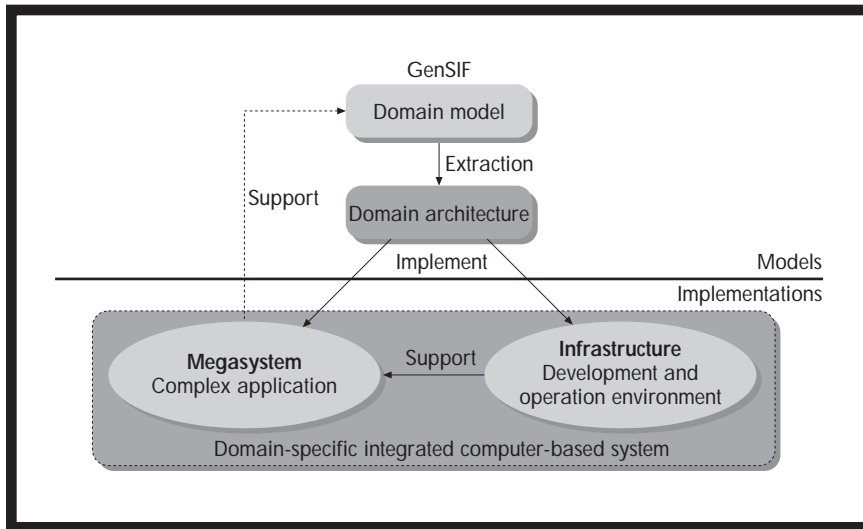 GenSIF
Domain model
Extraction
Support
Domain architecture
Implement
Models
Implementations
Megasystem
Complex application
Support
Infrastructure
Development and
operation environment
Domain-specific integrated computer-based system